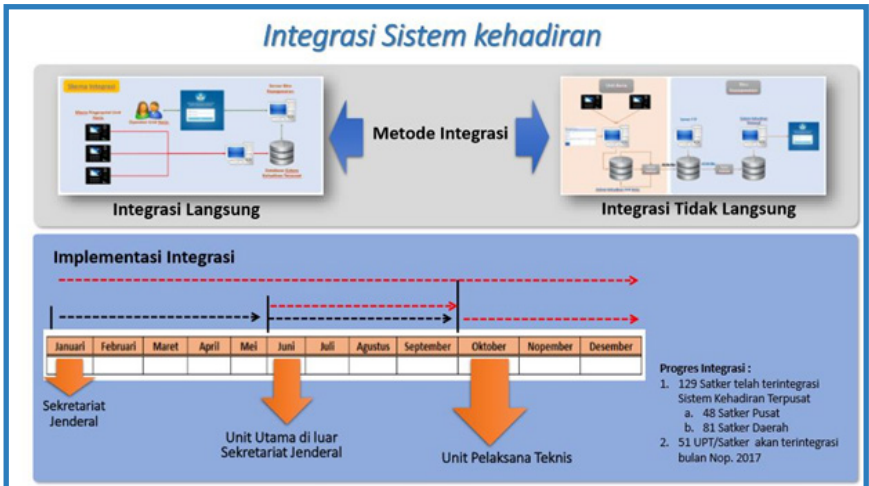 Integrasi Sistem kehadiran
Skema Integrasi
Metode Integrasi
Integrasi Langsung
Integrasi Tidak Langsung
Implementasi Integrasi
Januari Februari Maret April Mei Juni Juli Agustus September Oktober Nopember Desember
Sekretariat
Jenderal
Unit Utama di luar
Sekretariat Jenderal
Unit Pelaksana Teknis
Progres Integrasi :
1. 129 Satker telah terintegrasi
Sistem Kehadiran Terpusat
a. 48 Satker Pusat
b. 81 Satker Daerah
2. 51 UPT/Satker akan terintegrasi
bulan Nop. 2017